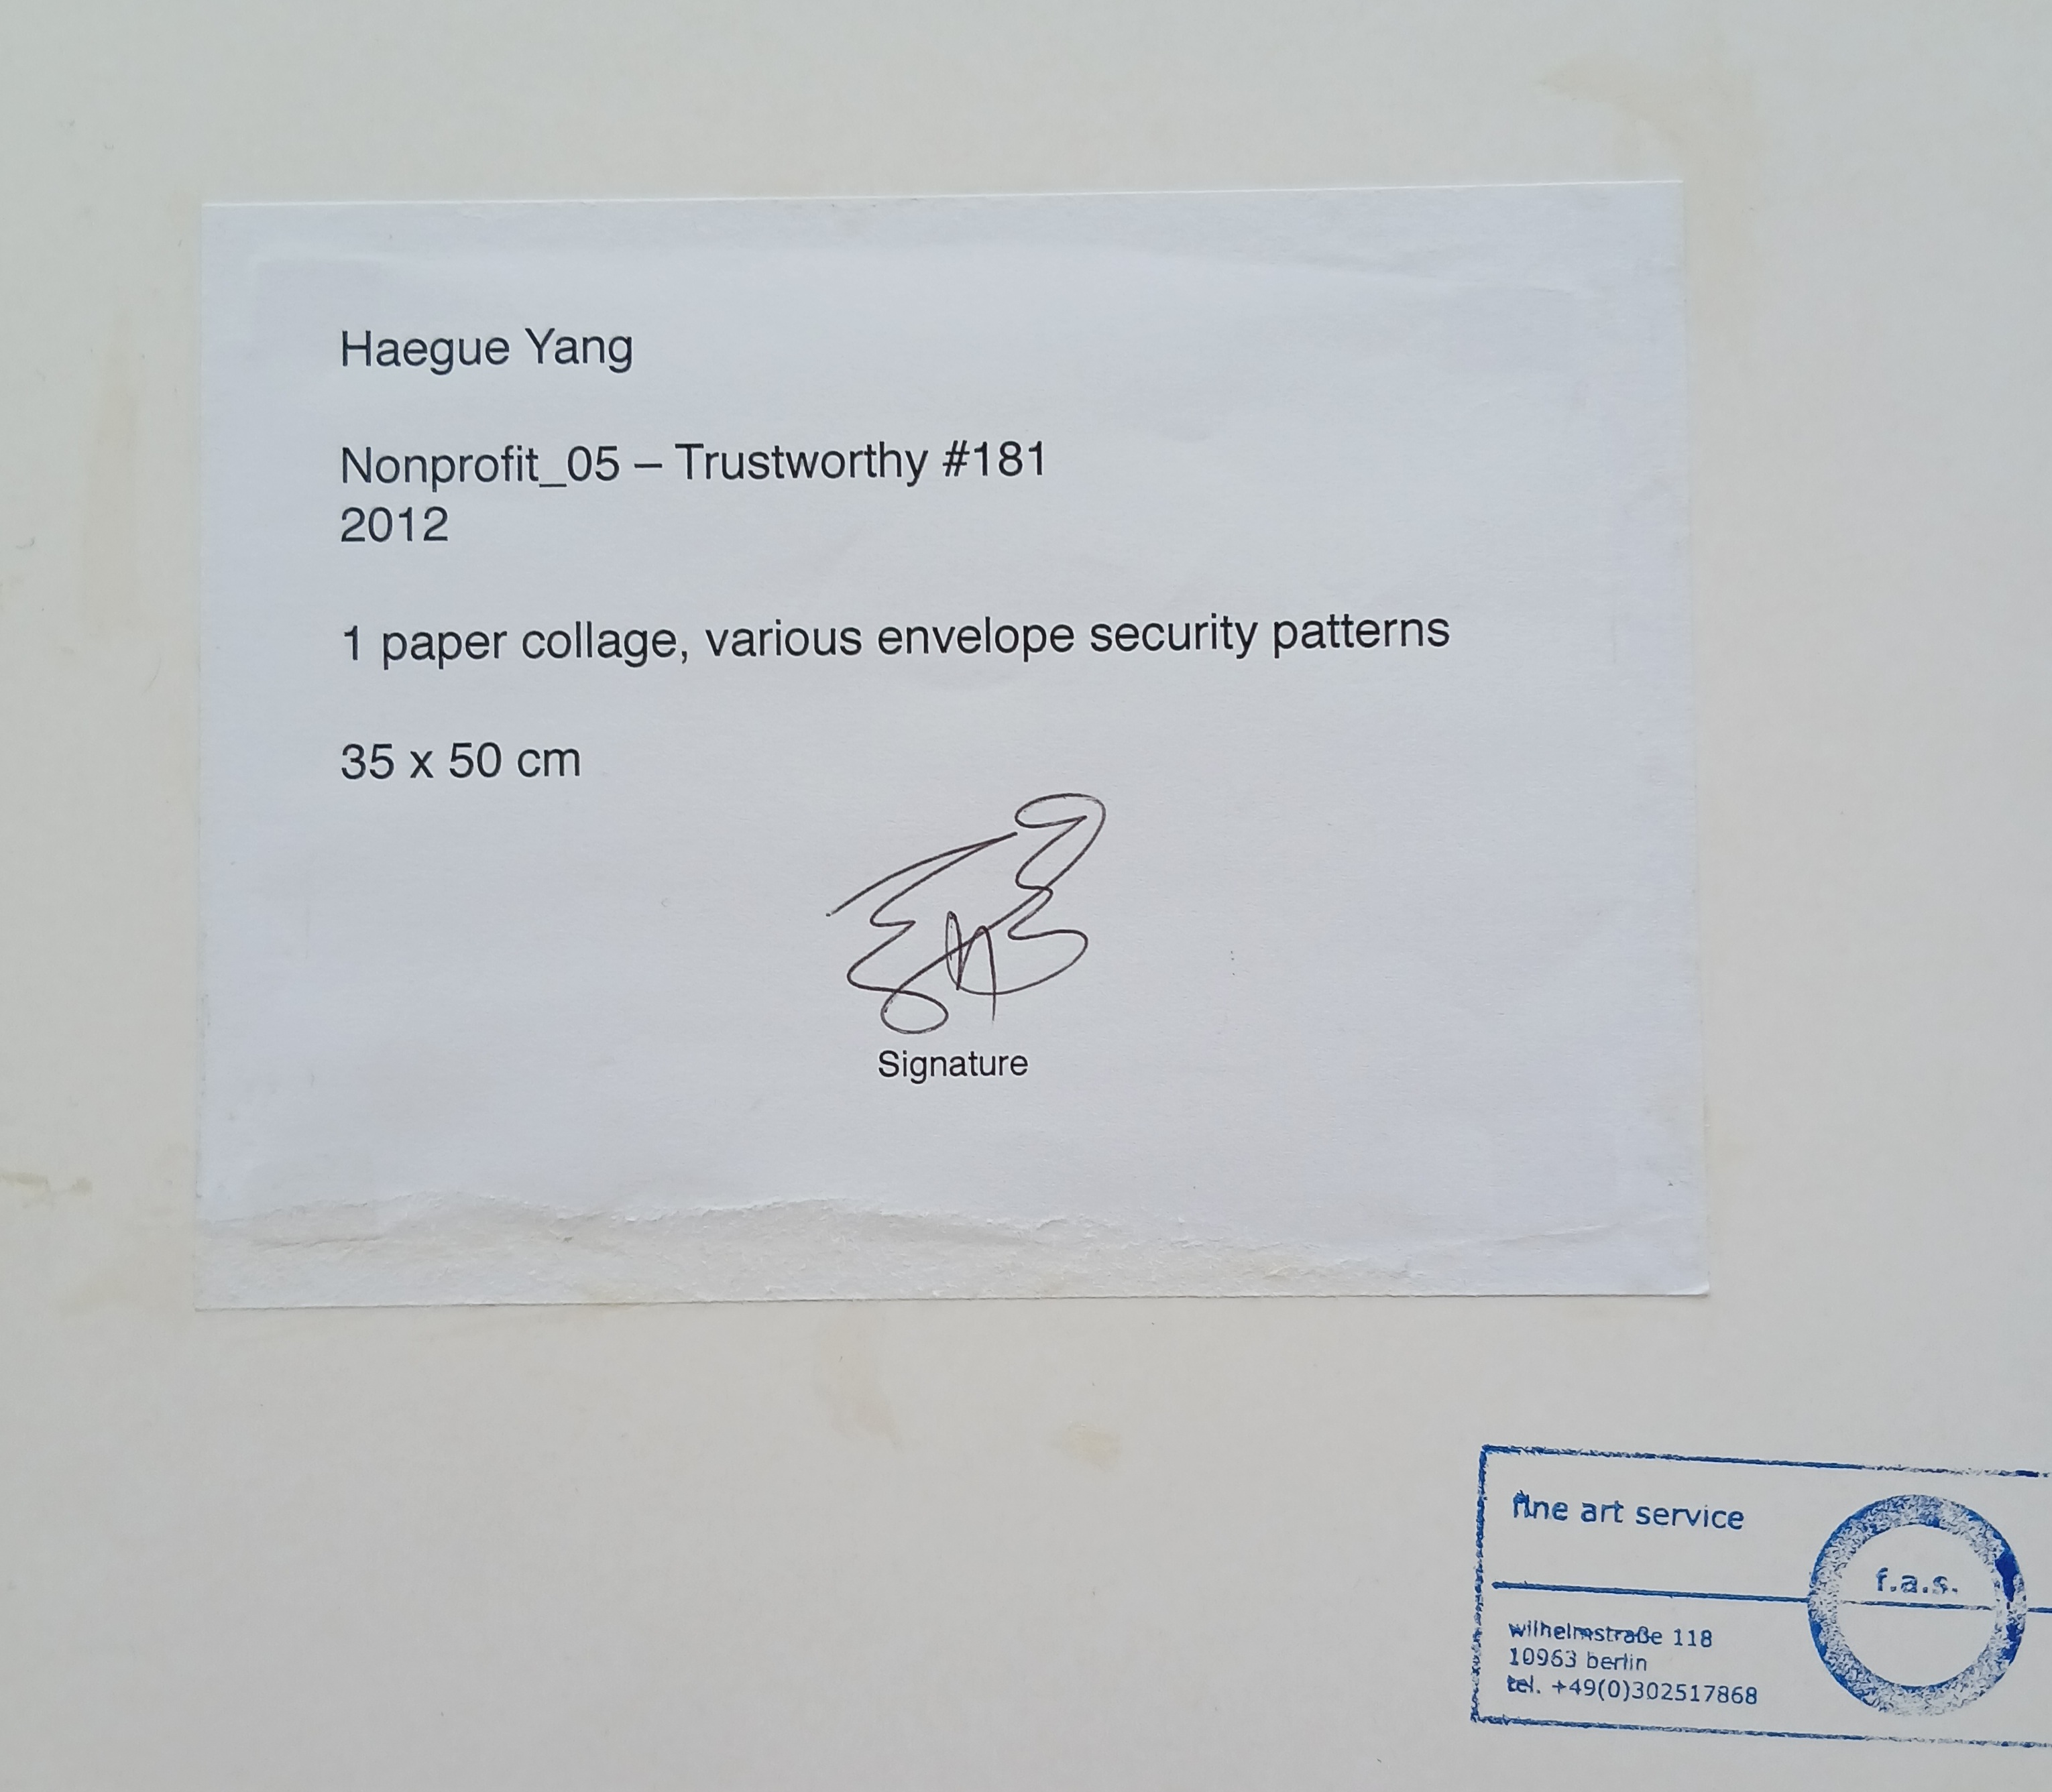 Haegue Yang
Nonprofit_05 – Trustworthy #181
2012
1 paper collage, various envelope security patterns
35 x 50 cm
Signature
fine art service
f.a.s.
wilhelmstraße 118
10963 berlin
tel. +49(0)302517868